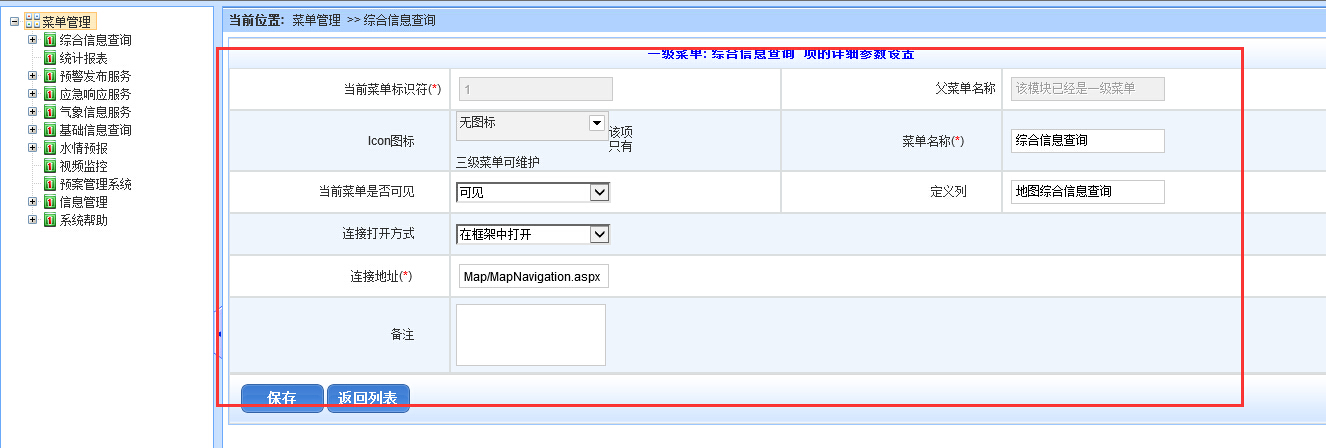 菜单管理
综合信息查询
统计报表
预警发布服务
应急响应服务
气象信息服务
基础信息查询
水情预报
视频监控
预案管理系统
信息管理
系统帮助
当前位置: 菜单管理 >> 综合信息查询
一级菜单: 综合信息查询 项的详细参数设置
当前菜单标识符(*) 1 父菜单名称 该模块已经是一级菜单
Icon图标 无图标 该项
只有
三级菜单可维护
菜单名称(*) 综合信息查询
当前菜单是否可见 可见 定义列 地图综合信息查询
连接打开方式 在框架中打开
连接地址(*) Map/MapNavigation.aspx
备注
保存 返回列表